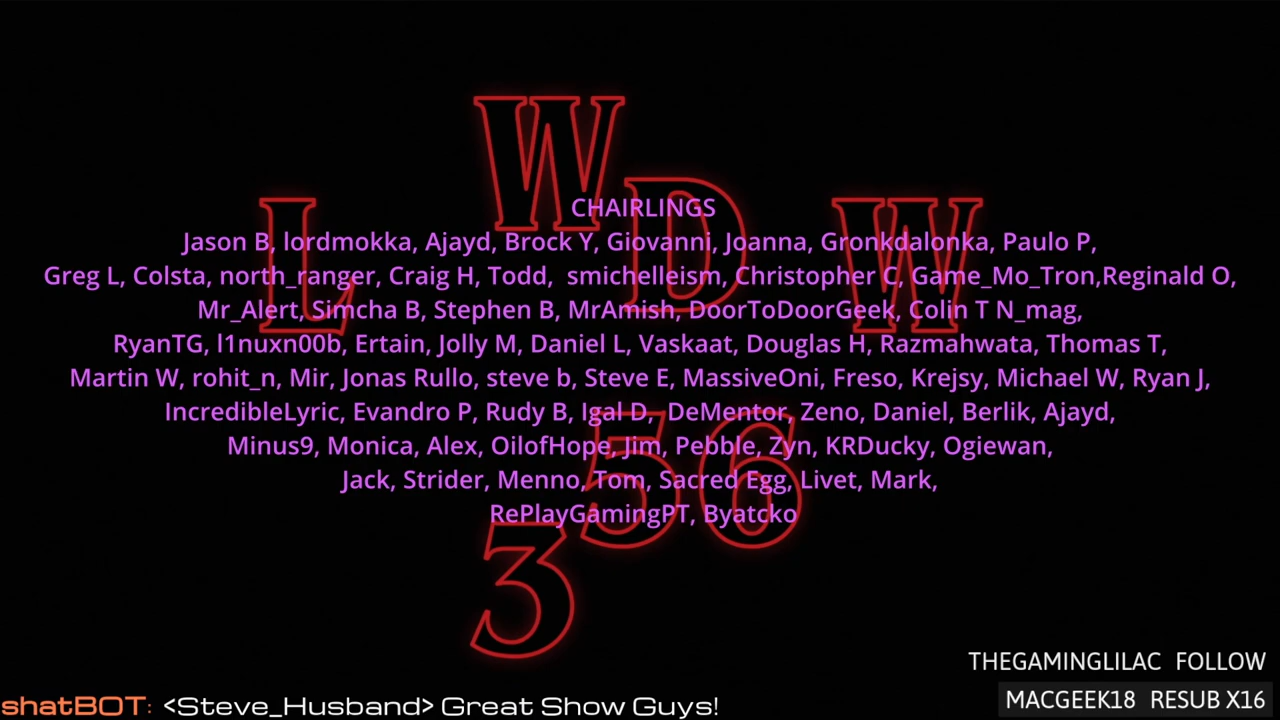 W
L D W
CHAIRLINGS
Jason B, lordmokka, Ajayd, Brock Y, Giovanni, Joanna, Gronkdalonka, Paulo P,
Greg L, Colsta, north_ranger, Craig H, Todd,  smichelleism, Christopher C, Game_Mo_Tron,Reginald O,
Mr_Alert, Simcha B, Stephen B, MrAmish, DoorToDoorGeek, Colin T N_mag,
RyanTG, l1nuxn00b, Ertain, Jolly M, Daniel L, Vaskaat, Douglas H, Razmahwata, Thomas T,
Martin W, rohit_n, Mir, Jonas Rullo, steve b, Steve E, MassiveOni, Freso, Krejsy, Michael W, Ryan J,
IncredibleLyric, Evandro P, Rudy B, Igal D,  DeMentor, Zeno, Daniel, Berlik, Ajayd,
Minus9, Monica, Alex, OilofHope, Jim, Pebble, Zyn, KRDucky, Ogiewan,
Jack, Strider, Menno, Tom, Sacred Egg, Livet, Mark,
RePlayGamingPT, Byatcko
56
3
THEGAMINGLILAC FOLLOW
MACGEEK18 RESUB X16
shatBOT: <Steve_Husband> Great Show Guys!